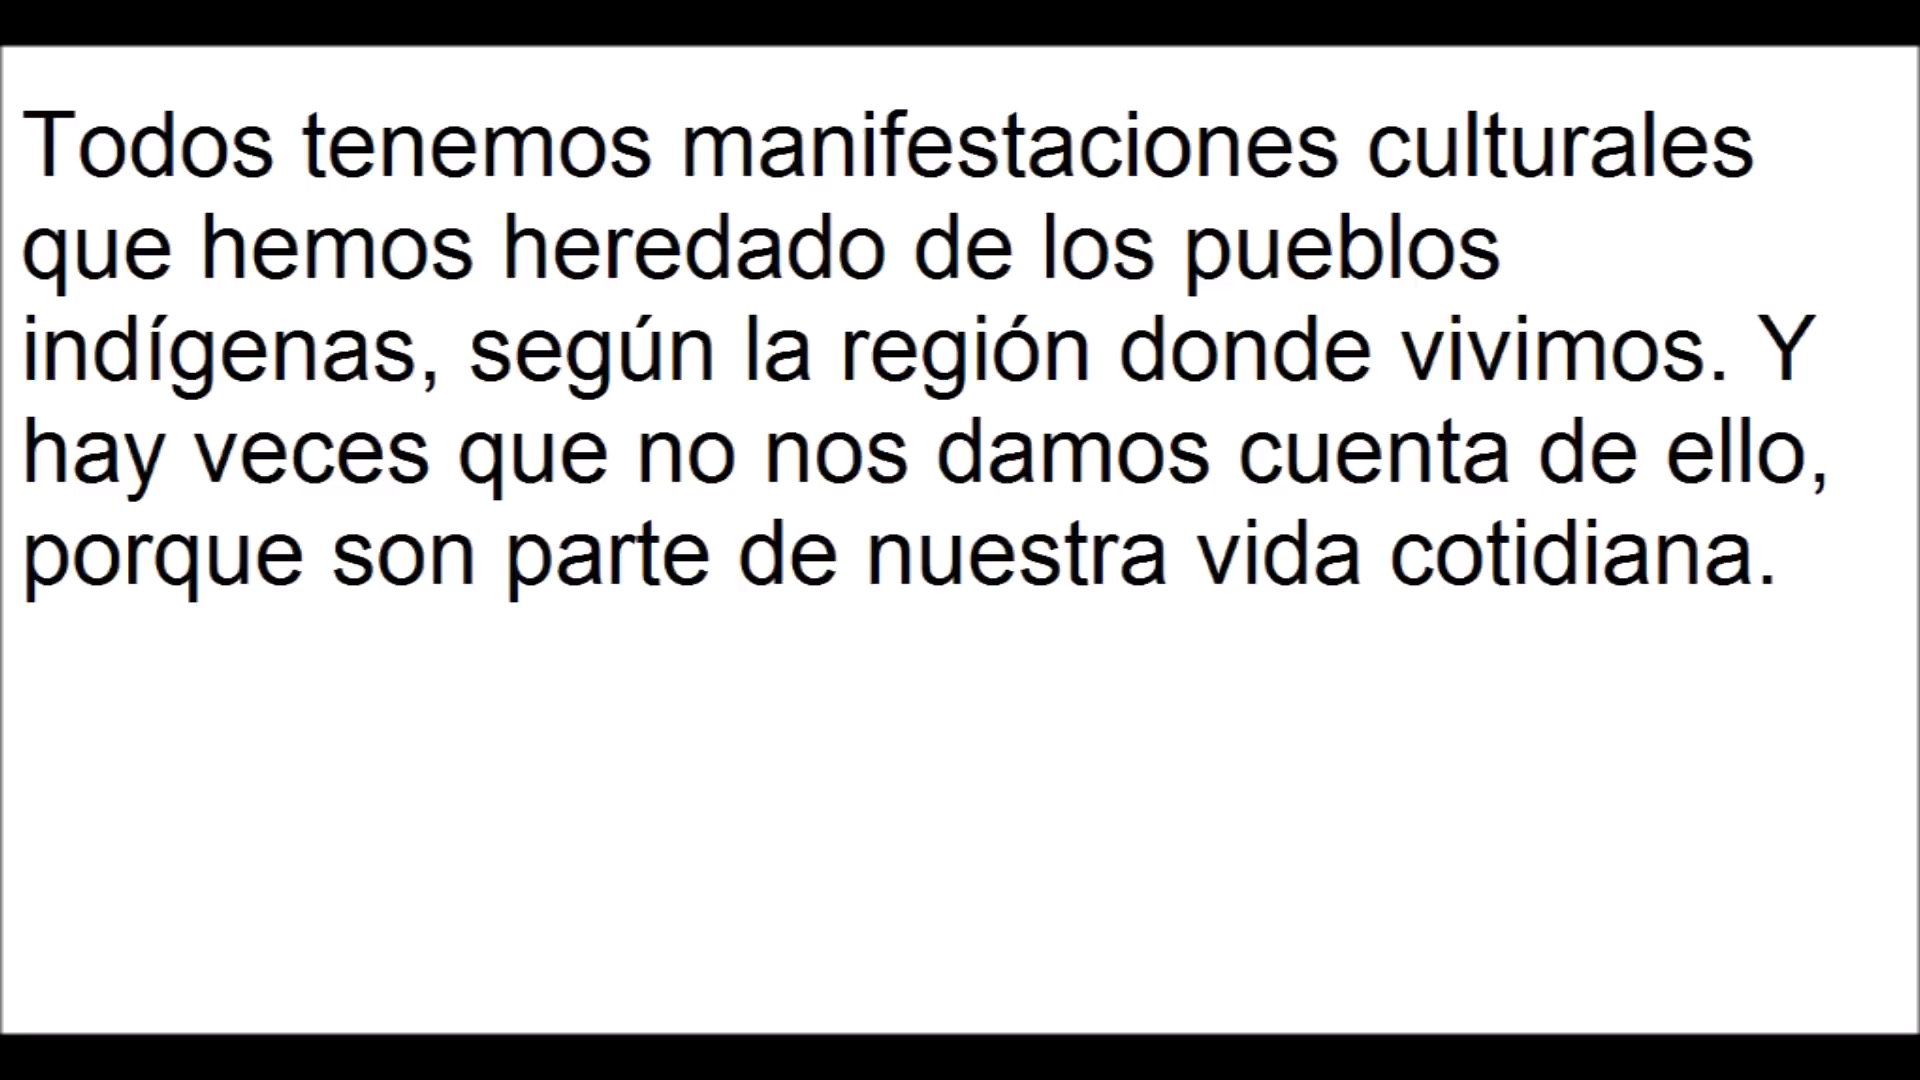 Todos tenemos manifestaciones culturales
que hemos heredado de los pueblos
indígenas, según la región donde vivimos. Y
hay veces que no nos damos cuenta de ello,
porque son parte de nuestra vida cotidiana.